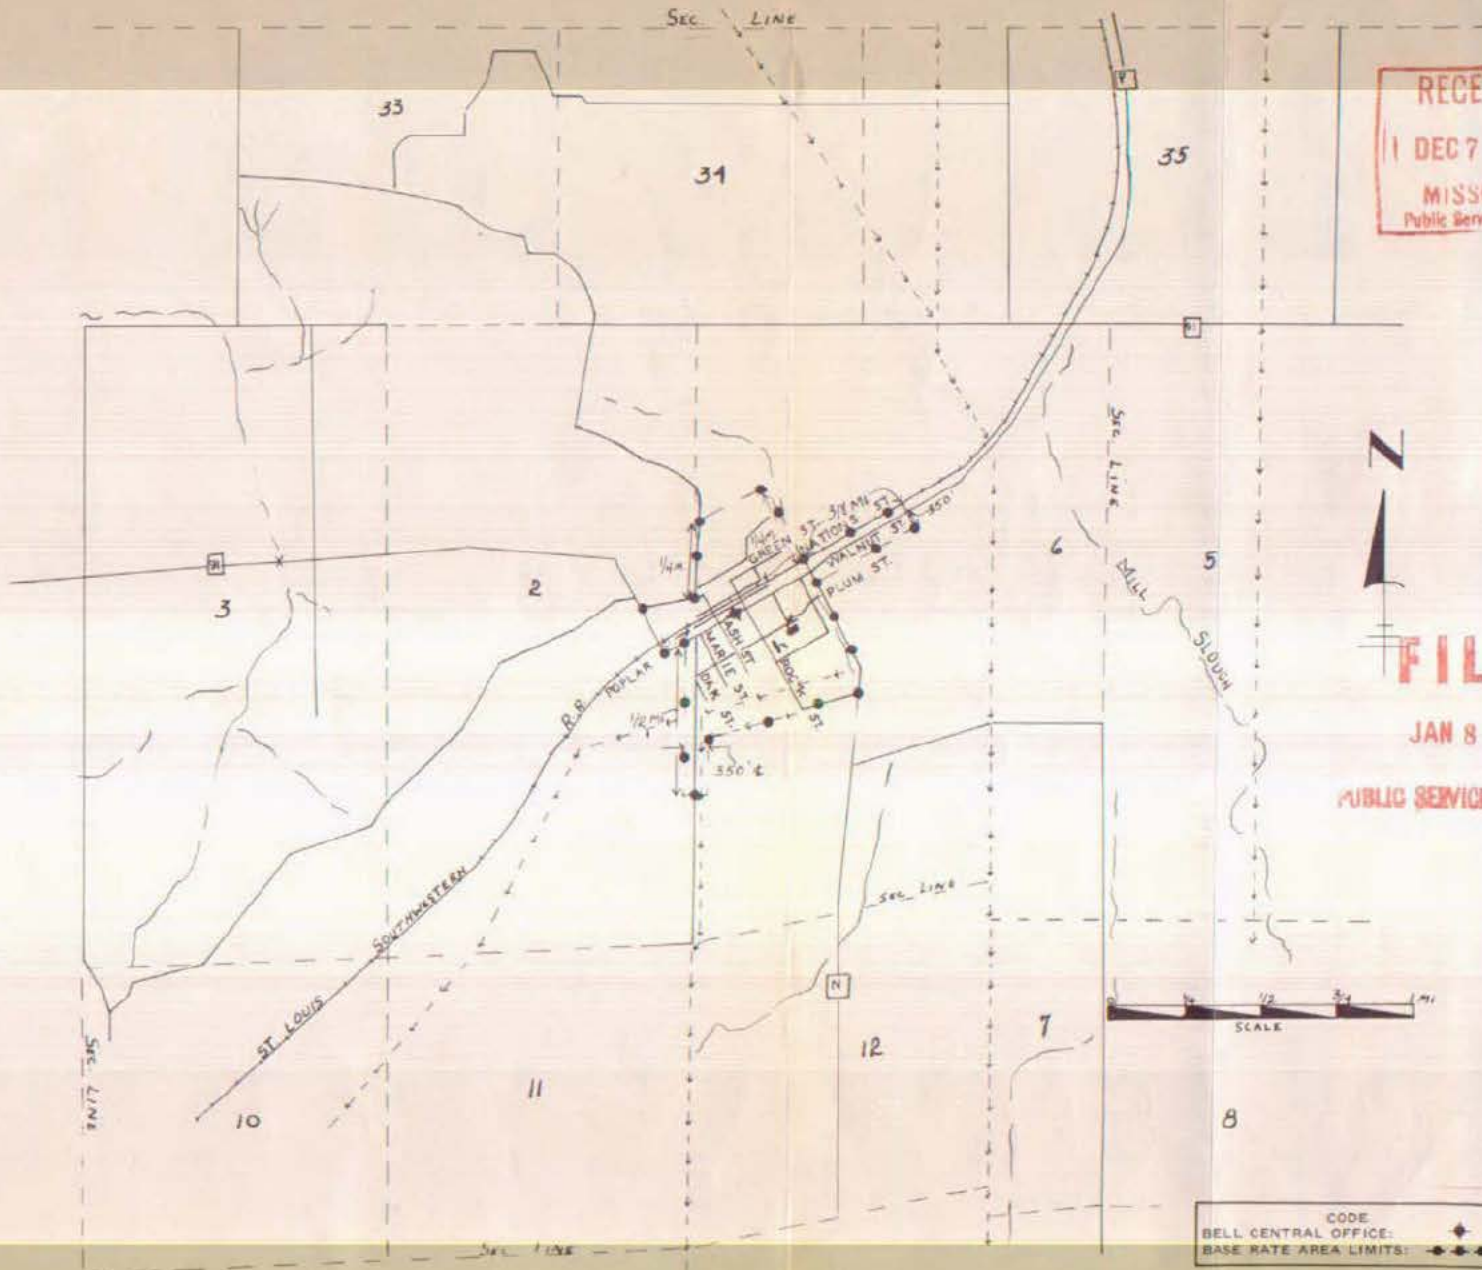 SEC LINE
33
34
35
RECE
DEC 7
MISS
Public Serv
SEC LINE
N
1/4 M.
GREEN ST.
3/8 MI
NATIONS ST.
350'
WALNUT ST.
PLUM ST.
1/4 M.
ASH ST.
MARIE ST.
OAK ST.
ST.
POPLAR
R.R
1/2 MI.
350' ±
3
2
6
5
MILL
SLOUGH
FIL
JAN 8
PUBLIC SERVICE
SEC LINE
SOUTHWESTERN
ST. LOUIS
N
SEC LINE
0 1/4 1/2 3/4 1 MI
SCALE
10
11
12
7
8
SEC LINE
CODE
BELL CENTRAL OFFICE:
BASE RATE AREA LIMITS: